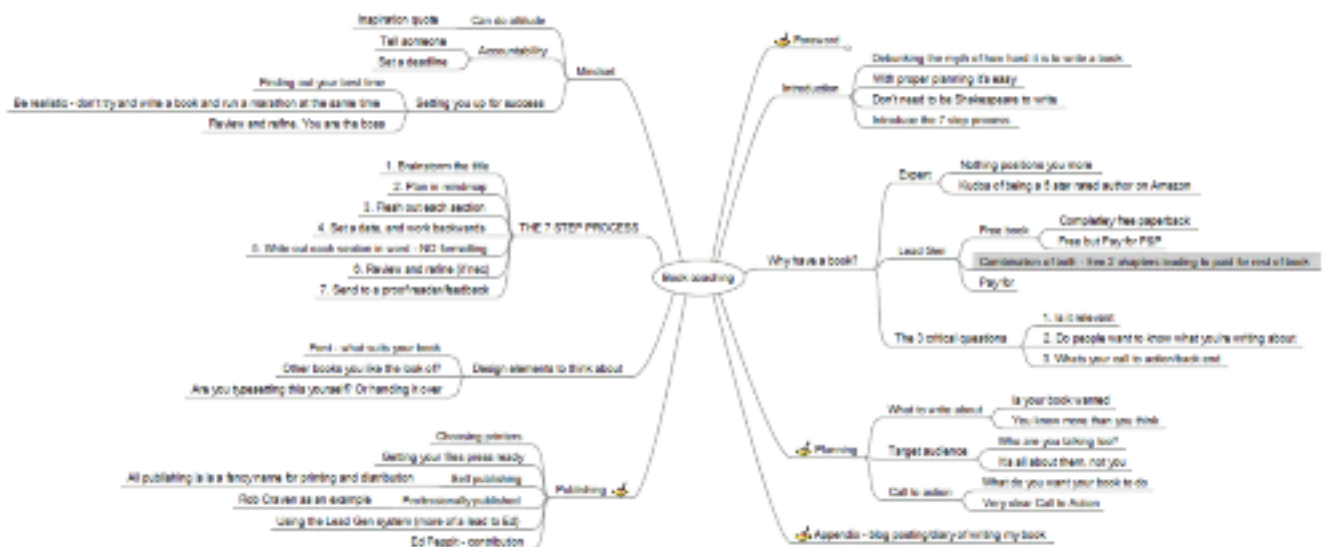 Inspiration quote
Can do attitude
Tell someone
Set a deadline
Accountability
Mindset
Finding out your best time
Be realistic - don't try and write a book and run a marathon at the same time
Review and refine. You are the boss
Setting you up for success
1. Brainstorm the title
2. Plan in mindmap
3. Flesh out each section
4. Set a date, and work backwards
5. Write out each section in word - NO formatting
6. Review and refine (if nec)
7. Send to a proofreader/feedback
THE 7 STEP PROCESS
Font - what suits your book
Other books you like the look of?
Are you typesetting this yourself? Or handing it over
Design elements to think about
Choosing printers
Getting your files press ready
All publishing is is a fancy name for printing and distribution
Self publishing
Rob Craven as an example
Professionally published
Using the Lead Gen system (more of a lead to Ed)
Ed - contribution
Publishing
Book coaching
Foreword
Introduction
Debunking the myth of how hard it is to write a book
With proper planning it's easy
Don't need to be Shakespeare to write
Introduce the 7 step process
Why have a book?
Expert
Nothing positions you more
Kudos of being a 5 star rated author on Amazon
Lead Gen
Free book
Completely free paperback
Free but Pay for P&P
Combination of both - free 2 chapters leading to paid for rest of book
Pay for
The 3 critical questions
1. Is it relevant
2. Do people want to know what you're writing about
3. Whats your call to action/back end
Planning
What to write about
Is your book wanted
You know more than you think
Target audience
Who are you talking too?
It's all about them, not you
Call to action
What do you want your book to do
Very clear Call to Action
Appendix - blog posting/diary of writing my book